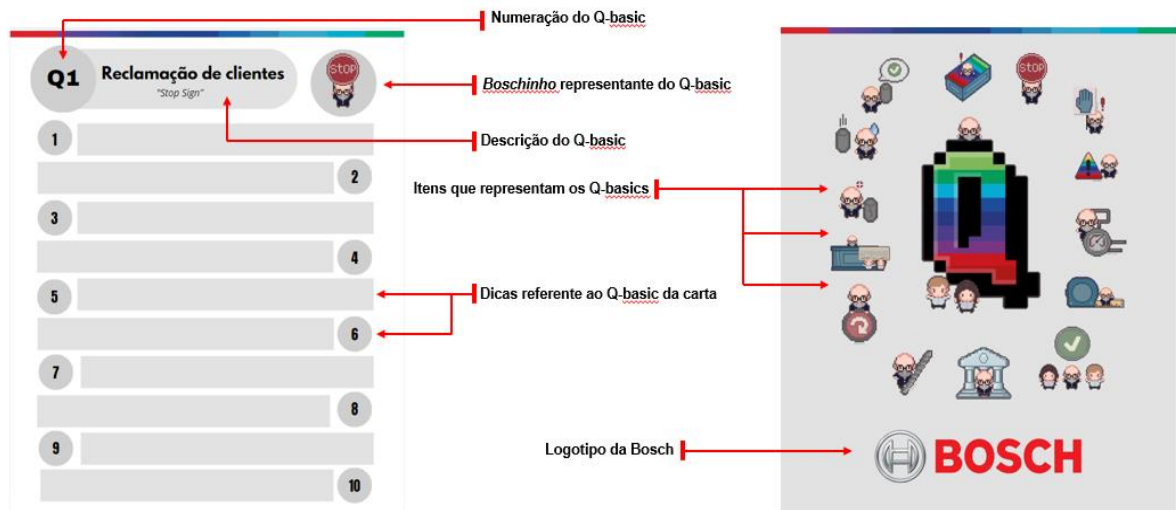 Numeração do Q-basic
Q1
Reclamação de clientes
"Stop Sign"
STOP
Boschinho representante do Q-basic
Descrição do Q-basic
1
2
3
4
5
6
7
8
9
10
Itens que representam os Q-basics
Dicas referente ao Q-basic da carta
Logotipo da Bosch
STOP
Q
BOSCH